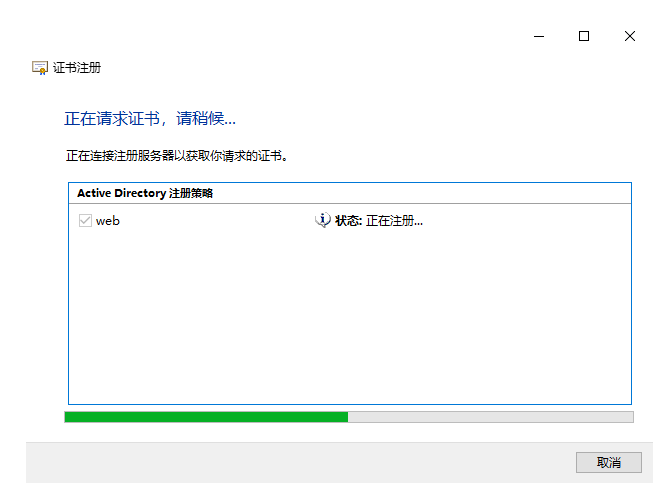 证书注册
正在请求证书，请稍候...
正在连接注册服务器以获取你请求的证书。
Active Directory 注册策略
web 状态: 正在注册...
取消